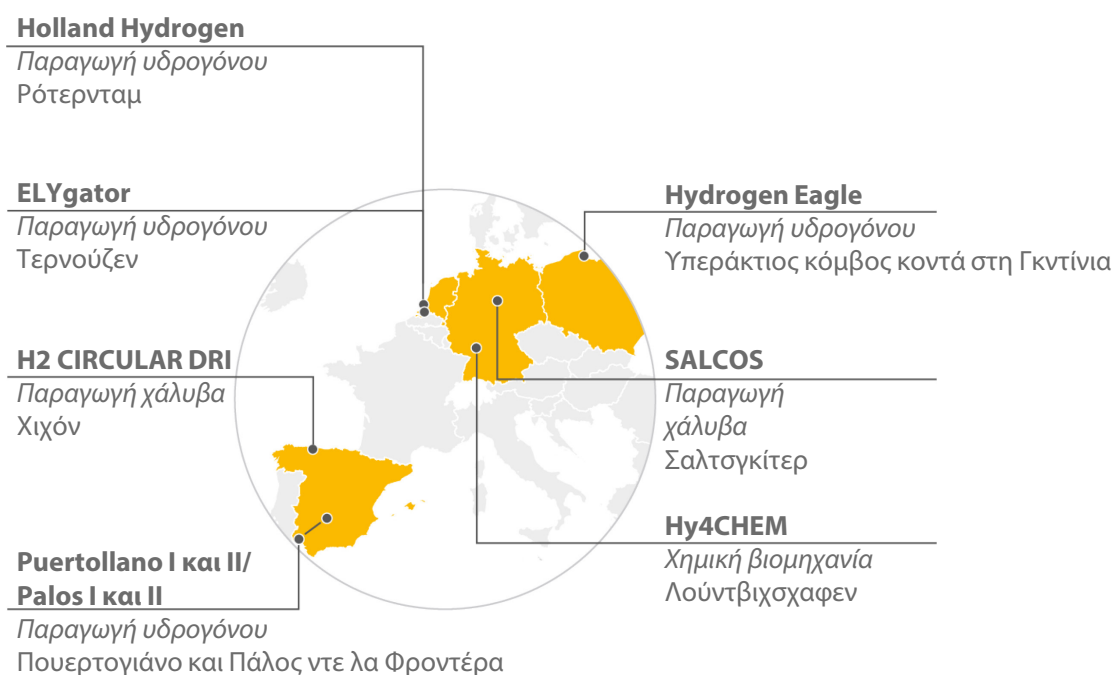 Holland Hydrogen
Παραγωγή υδρογόνου
Ρότερνταμ
ELYgator
Παραγωγή υδρογόνου
Τερνούζεν
H2 CIRCULAR DRI
Παραγωγή χάλυβα
Χιχόν
Puertollano I και II/
Palos I και II
Παραγωγή υδρογόνου
Πουερτογιάνο και Πάλος ντε λα Φροντέρα
Hydrogen Eagle
Παραγωγή υδρογόνου
Υπεράκτιος κόμβος κοντά στη Γκντίνια
SALCOS
Παραγωγή
χάλυβα
Σαλτσγκίτερ
Hy4CHEM
Χημική βιομηχανία
Λούντβιχσχαφεν